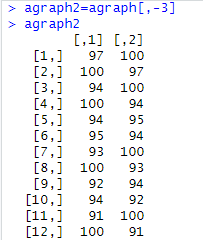 > agraph2=agraph[,-3]
> agraph2
      [,1] [,2]
 [1,]   97  100
 [2,]  100   97
 [3,]   94  100
 [4,]  100   94
 [5,]   94   95
 [6,]   95   94
 [7,]   93  100
 [8,]  100   93
 [9,]   92   94
[10,]   94   92
[11,]   91  100
[12,]  100   91